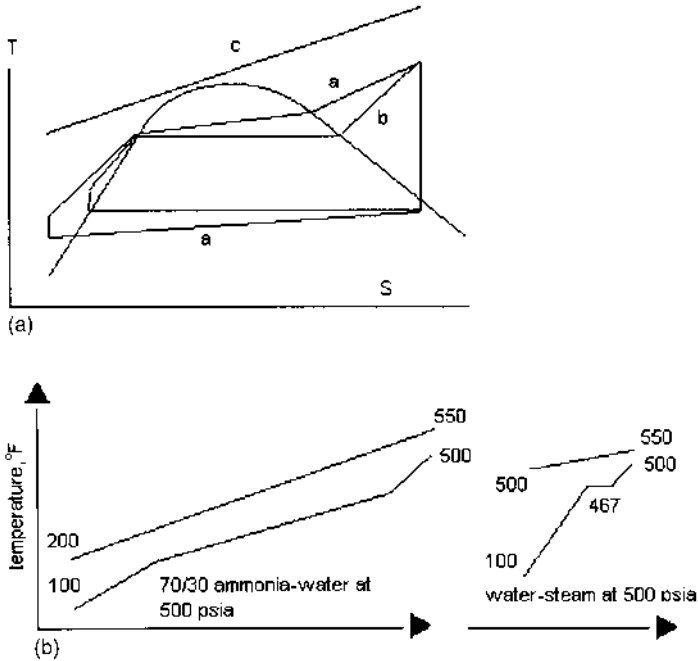 T
c
a
b
a
S
(a)
temperature, °F
550
500
200
100
70/30 ammonia-water at
500 psia
550
500
500
467
100
water-steam at 500 psia
(b)